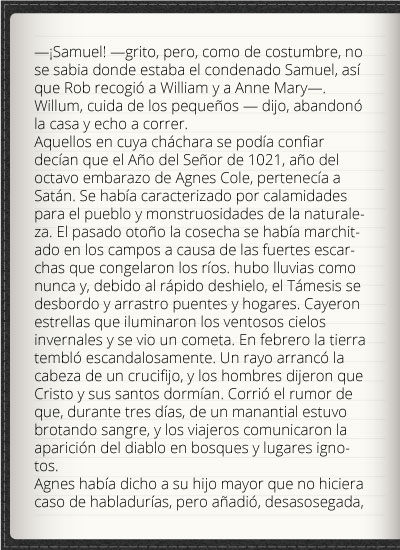 —¡Samuel! —grito, pero, como de costumbre, no
se sabia donde estaba el condenado Samuel, así
que Rob recogió a William y a Anne Mary—.
Willum, cuida de los pequeños — dijo, abandonó
la casa y echo a correr.
Aquellos en cuya cháchara se podía confiar
decían que el Año del Señor de 1021, año del
octavo embarazo de Agnes Cole, pertenecía a
Satán. Se había caracterizado por calamidades
para el pueblo y monstruosidades de la naturale-
za. El pasado otoño la cosecha se había marchit-
ado en los campos a causa de las fuertes escar-
chas que congelaron los ríos. hubo lluvias como
nunca y, debido al rápido deshielo, el Támesis se
desbordo y arrastro puentes y hogares. Cayeron
estrellas que iluminaron los ventosos cielos
invernales y se vio un cometa. En febrero la tierra
tembló escandalosamente. Un rayo arrancó la
cabeza de un crucifijo, y los hombres dijeron que
Cristo y sus santos dormían. Corrió el rumor de
que, durante tres días, de un manantial estuvo
brotando sangre, y los viajeros comunicaron la
aparición del diablo en bosques y lugares igno-
tos.
Agnes había dicho a su hijo mayor que no hiciera
caso de habladurías, pero añadió, desasosegada,